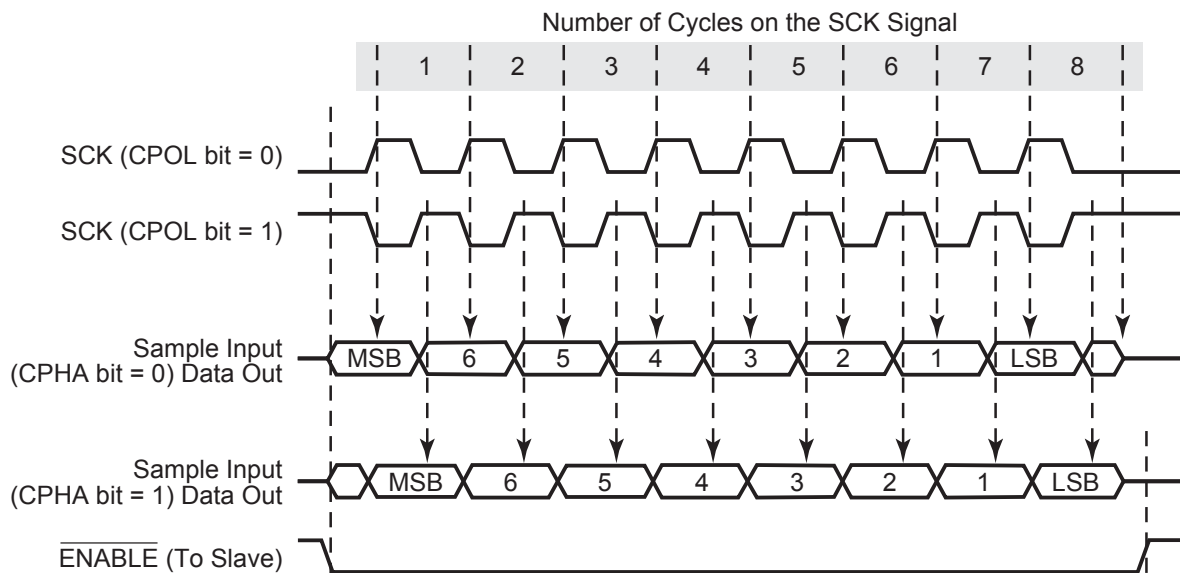 Number of Cycles on the SCK Signal
1 2 3 4 5 6 7 8
SCK (CPOL bit = 0)
SCK (CPOL bit = 1)
Sample Input
(CPHA bit = 0) Data Out
MSB 6 5 4 3 2 1 LSB
Sample Input
(CPHA bit = 1) Data Out
MSB 6 5 4 3 2 1 LSB
ENABLE (To Slave)